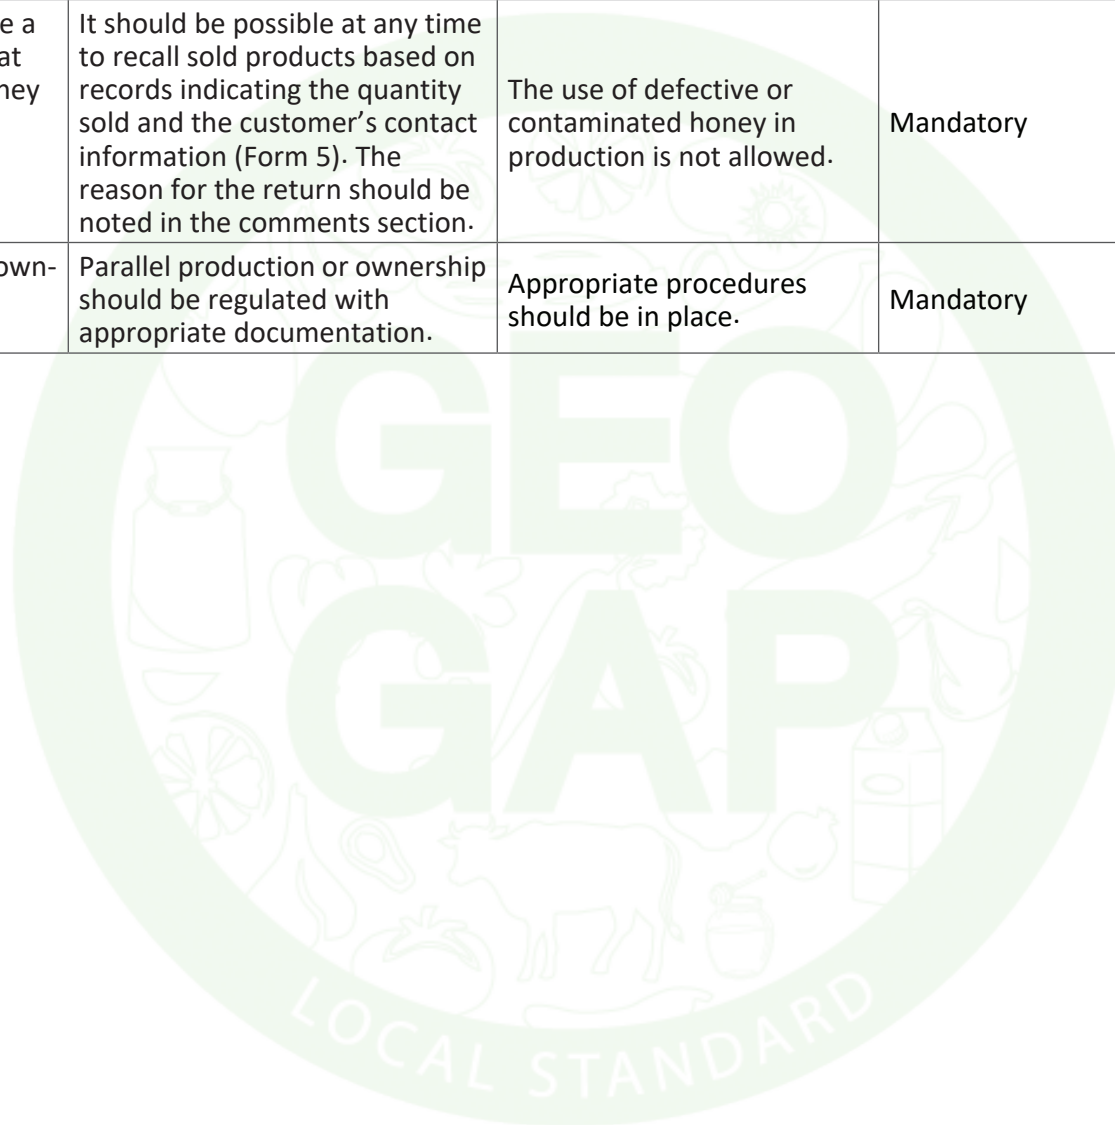 e a
at
ney
It should be possible at any time
to recall sold products based on
records indicating the quantity
sold and the customer's contact
information (Form 5). The
reason for the return should be
noted in the comments section.
The use of defective or
contaminated honey in
production is not allowed.
Mandatory
own-
Parallel production or ownership
should be regulated with
appropriate documentation.
Appropriate procedures
should be in place.
Mandatory
GEO
GAP
LOCAL STANDARD